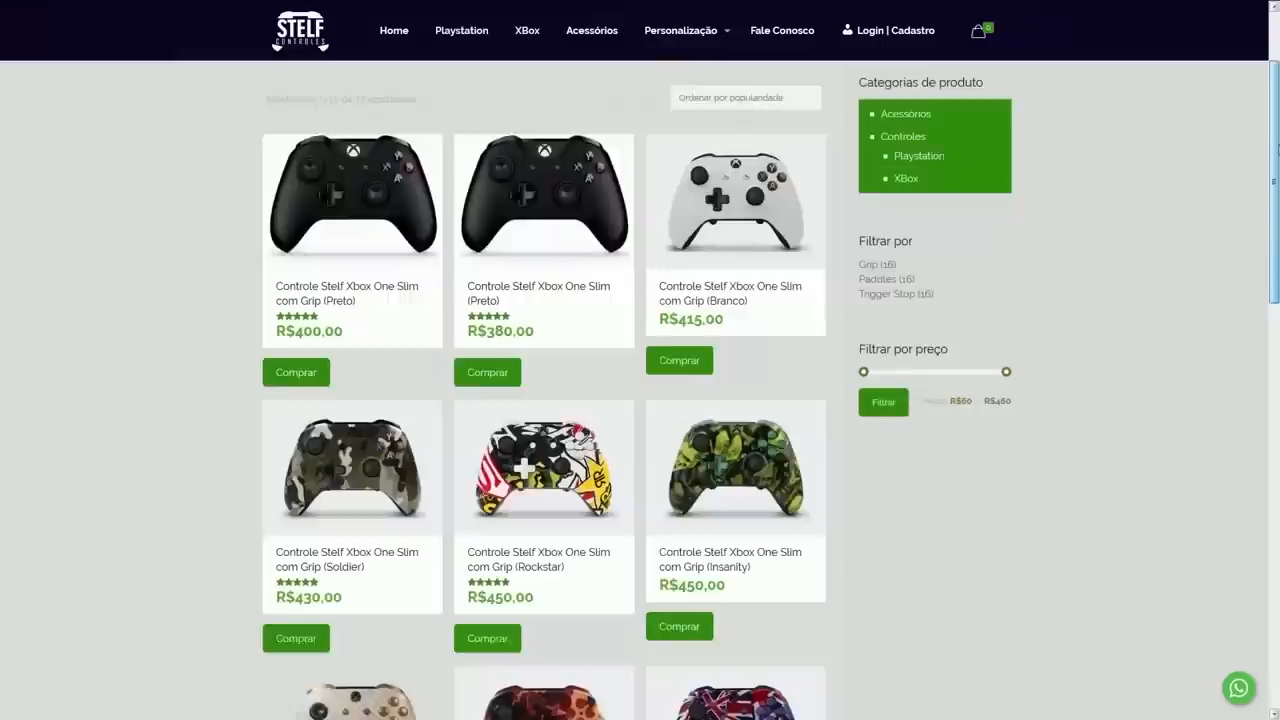 STELF
CONTROLES
Home
Playstation
XBox
Acessórios
Personalização
Fale Conosco
Login | Cadastro
0
Ordenar por popularidade
Controle Stelf Xbox One Slim
com Grip (Preto)
R$400,00
Comprar
Controle Stelf Xbox One Slim
(Preto)
R$380,00
Comprar
Controle Stelf Xbox One Slim
com Grip (Branco)
R$415,00
Comprar
Controle Stelf Xbox One Slim
com Grip (Soldier)
R$430,00
Comprar
Controle Stelf Xbox One Slim
com Grip (Rockstar)
R$450,00
Comprar
Controle Stelf Xbox One Slim
com Grip (Insanity)
R$450,00
Comprar
Categorias de produto
Acessórios
Controles
Playstation
XBox
Filtrar por
Grip (16)
Paddles (16)
Trigger Stop (16)
Filtrar por preço
Filtrar
R$60
R$460